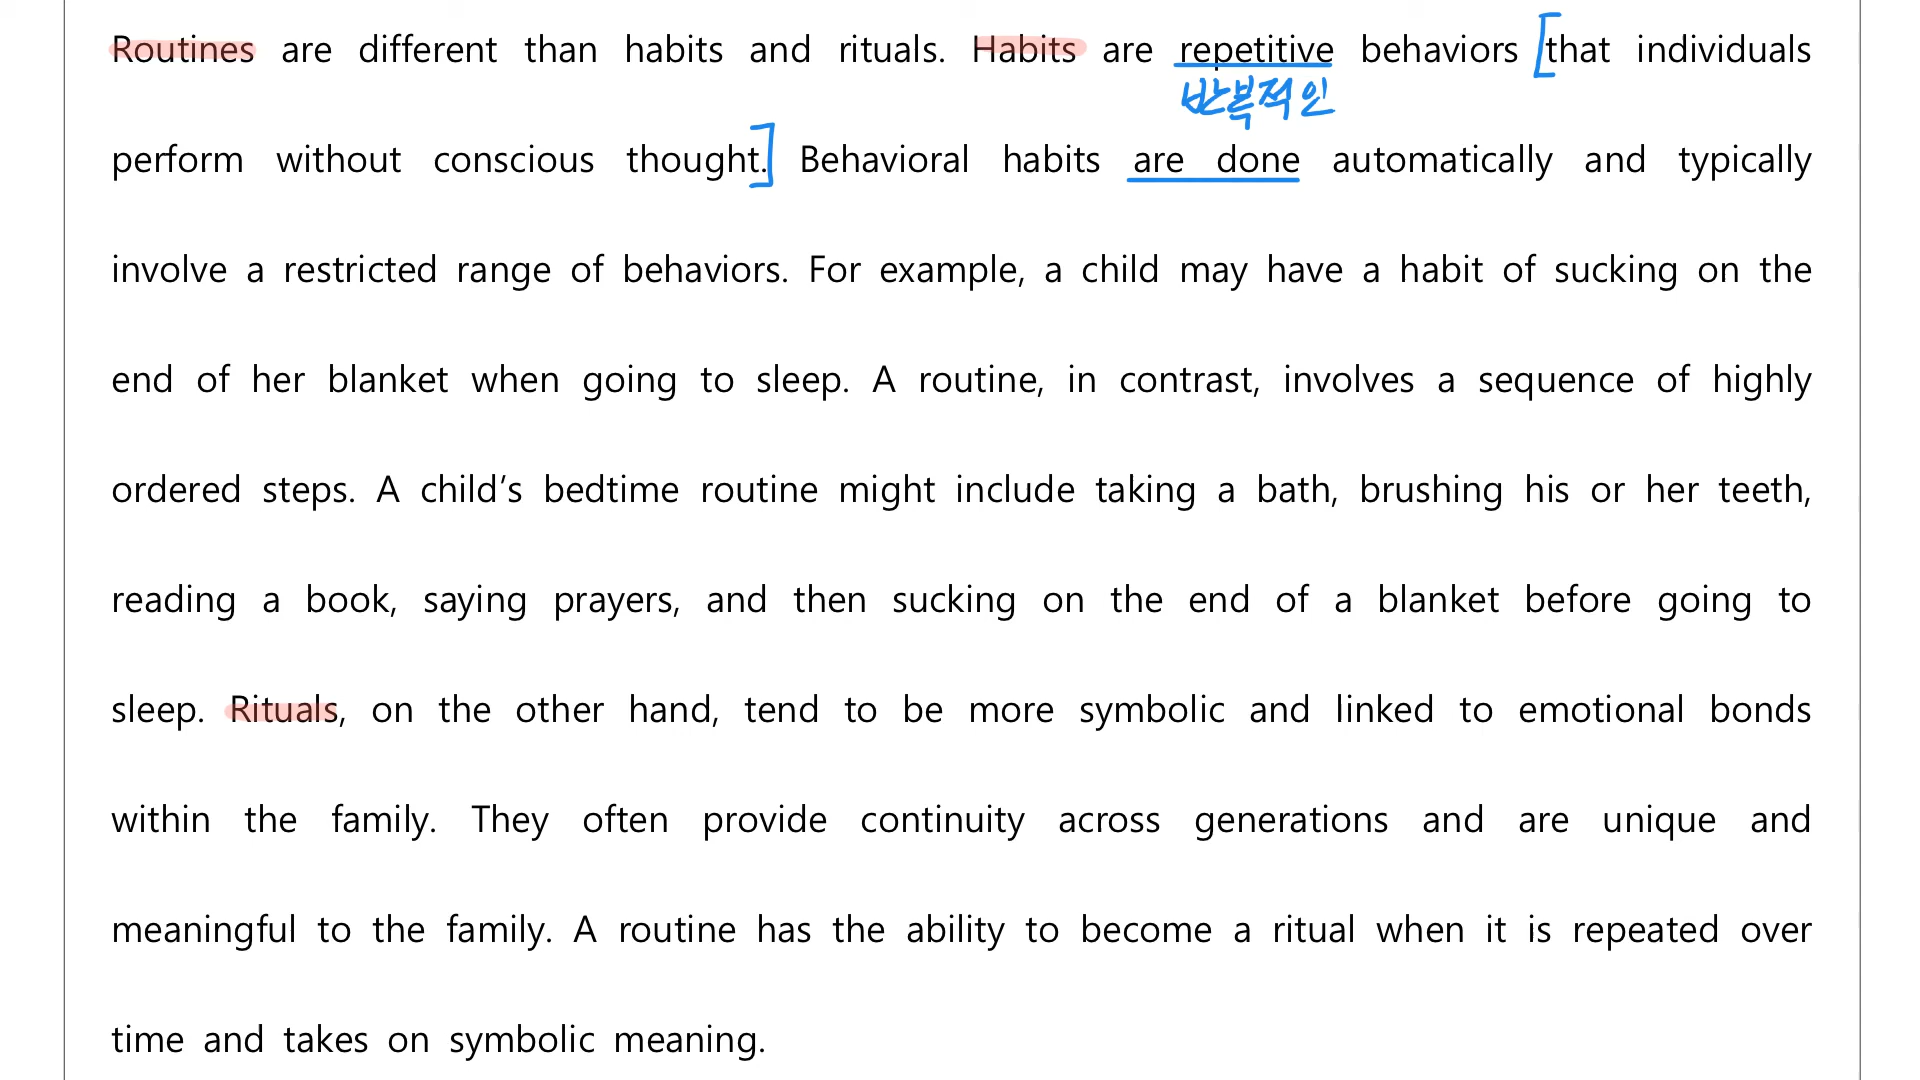 Routines are different than habits and rituals. Habits are repetitive behaviors [that individuals
반복적인
perform without conscious thought.] Behavioral habits are done automatically and typically
involve a restricted range of behaviors. For example, a child may have a habit of sucking on the
end of her blanket when going to sleep. A routine, in contrast, involves a sequence of highly
ordered steps. A child’s bedtime routine might include taking a bath, brushing his or her teeth,
reading a book, saying prayers, and then sucking on the end of a blanket before going to
sleep. Rituals, on the other hand, tend to be more symbolic and linked to emotional bonds
within the family. They often provide continuity across generations and are unique and
meaningful to the family. A routine has the ability to become a ritual when it is repeated over
time and takes on symbolic meaning.